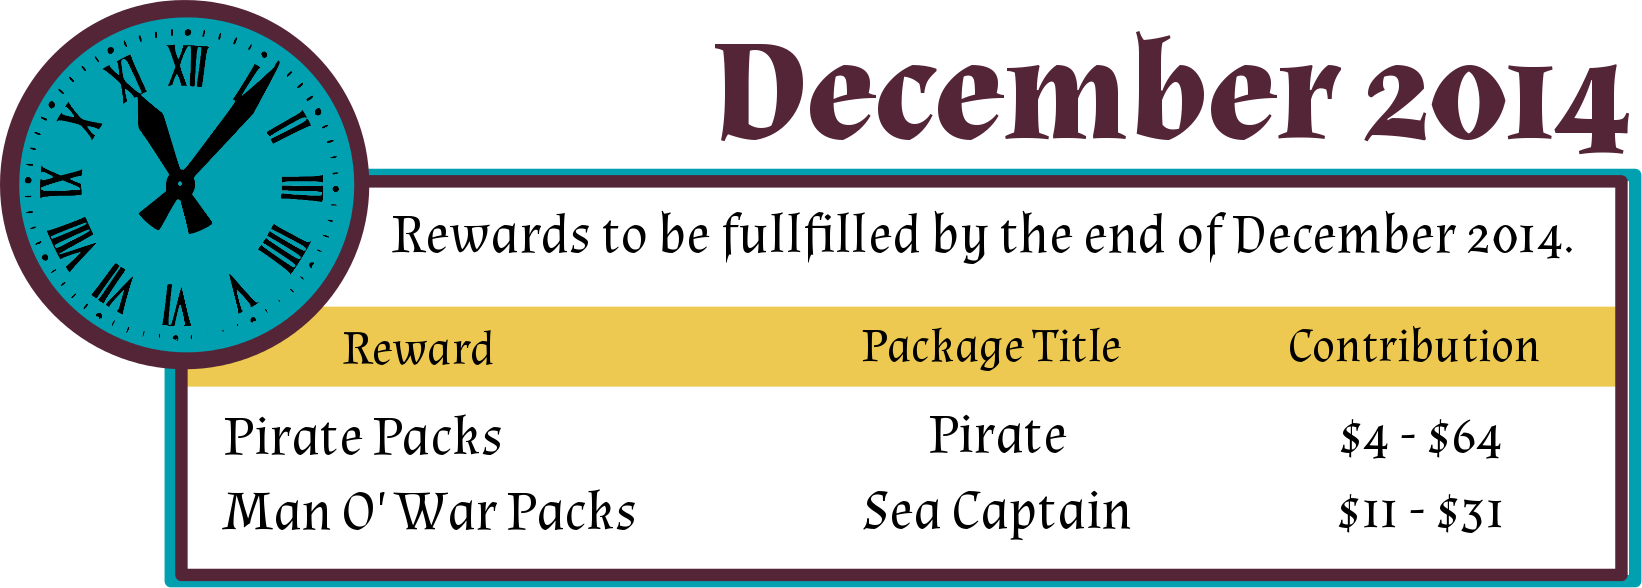 December 2014
XII
I
II
III
IIII
V
VI
VII
VIII
IX
X
XI
Rewards to be fullfilled by the end of December 2014.
Reward Package Title Contribution
Pirate Packs Pirate $4 - $64
Man O' War Packs Sea Captain $11 - $31